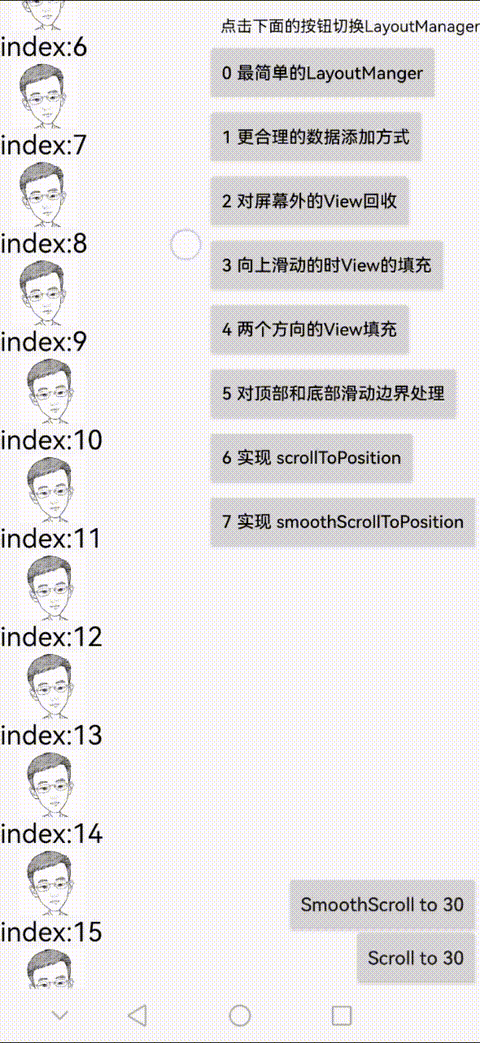 index:6
index:7
index:8
index:9
index:10
index:11
index:12
index:13
index:14
index:15
点击下面的按钮切换LayoutManager
0 最简单的LayoutManger
1 更合理的数据添加方式
2 对屏幕外的View回收
3 向上滑动的时View的填充
4 两个方向的View填充
5 对顶部和底部滑动边界处理
6 实现 scrollToPosition
7 实现 smoothScrollToPosition
SmoothScroll to 30
Scroll to 30